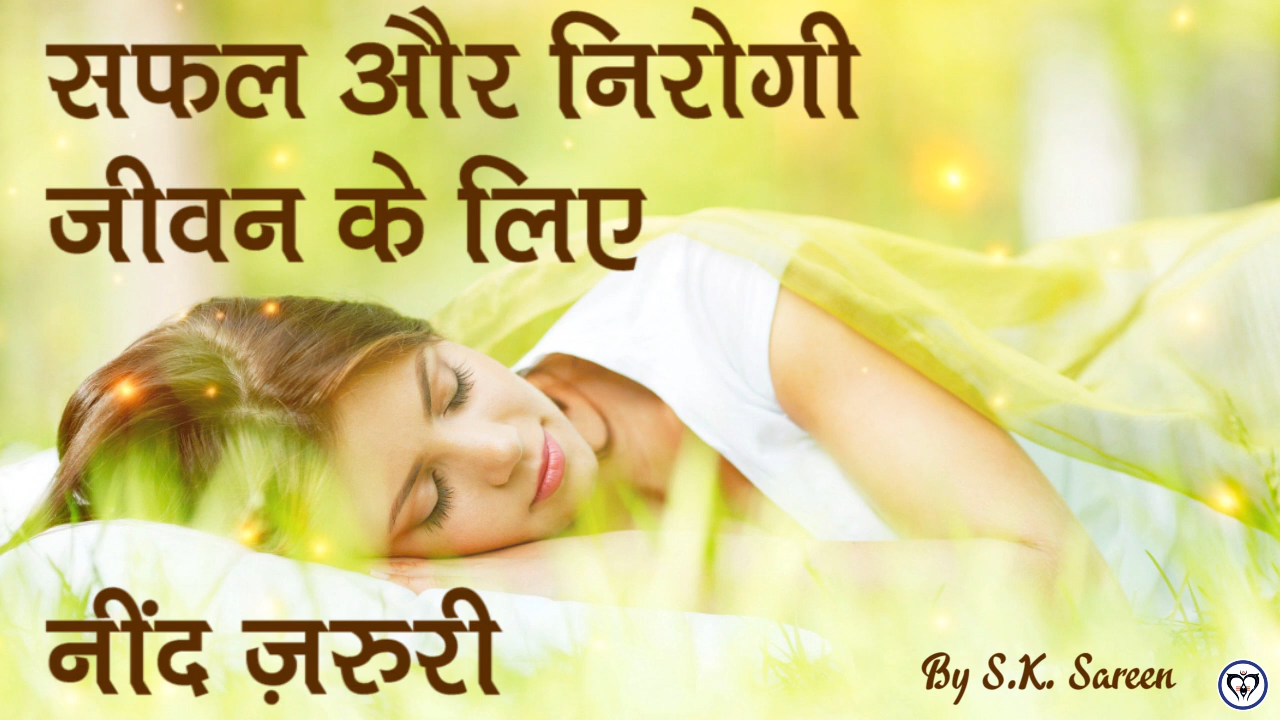 सफल और निरोगी
जीवन के लिए
नींद ज़रुरी
By S.K. Sareen